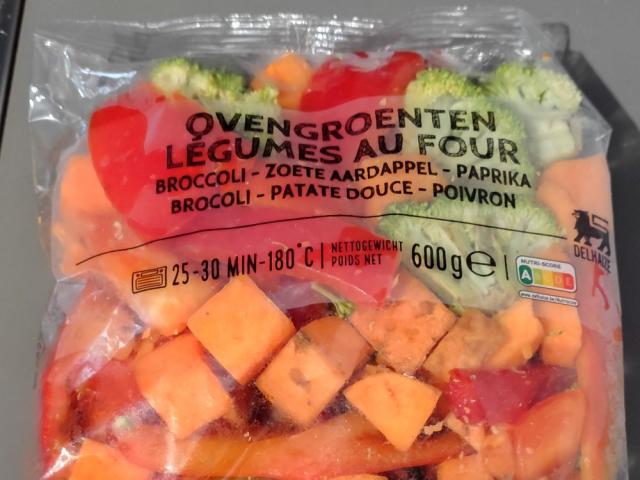 OVENGROENTEN
LÉGUMES AU FOUR
BROCCOLI - ZOETE AARDAPPEL - PAPRIKA
BROCOLI - PATATE DOUCE - POIVRON
25-30 MIN-180°C | NETTOGEWICHT
POIDS NET
600g e
NUTRI-SCORE
A B C D E
DELHAIZE